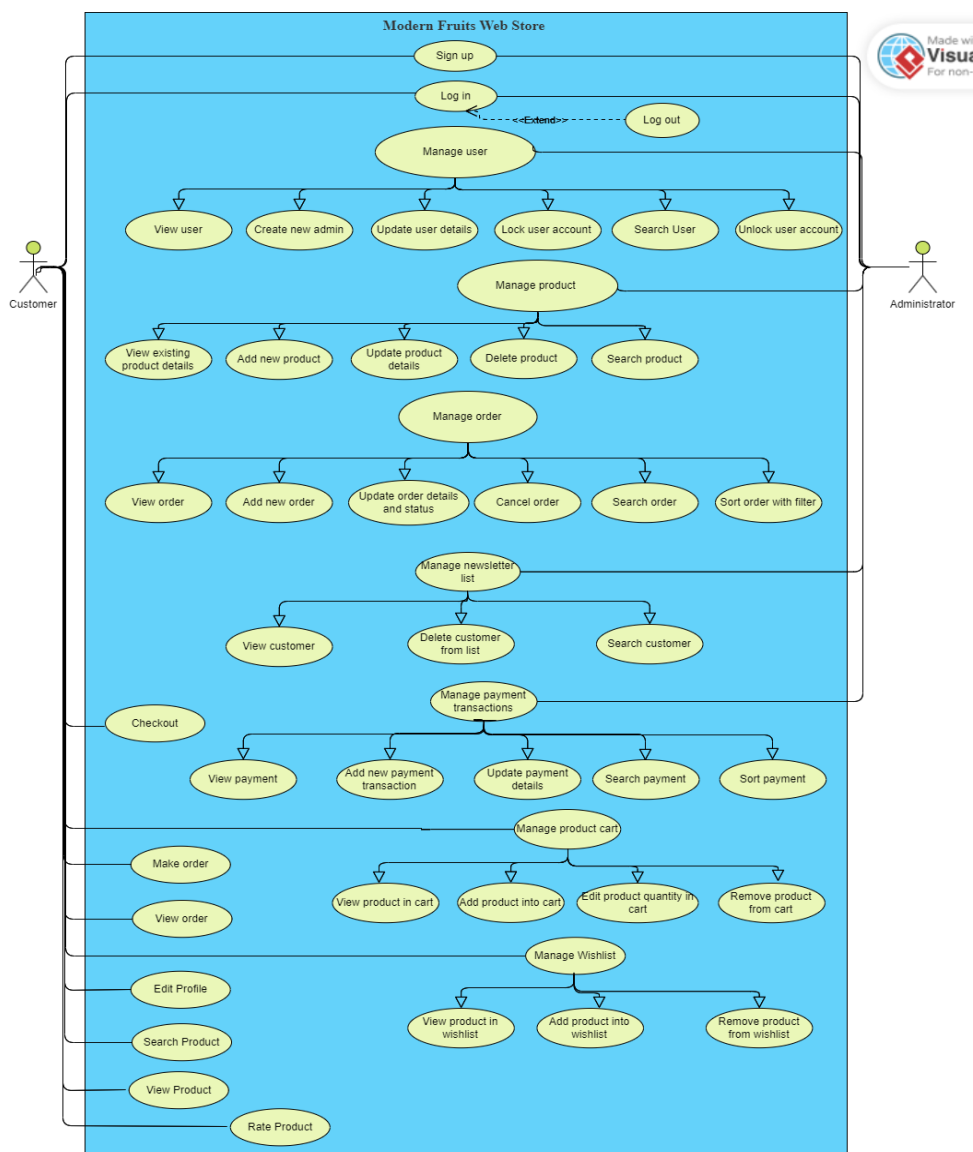 Modern Fruits Web Store
Made wi
Visua
For non-
Sign up
Log in
<<Extend>>
Log out
Manage user
View user
Create new admin
Update user details
Lock user account
Search User
Unlock user account
Customer
Administrator
Manage product
View existing
product details
Add new product
Update product
details
Delete product
Search product
Manage order
View order
Add new order
Update order details
and status
Cancel order
Search order
Sort order with filter
Manage newsletter
list
View customer
Delete customer
from list
Search customer
Manage payment
transactions
Checkout
View payment
Add new payment
transaction
Update payment
details
Search payment
Sort payment
Manage product cart
Make order
View product in cart
Add product into cart
Edit product quantity in
cart
Remove product
from cart
View order
Manage Wishlist
Edit Profile
View product in
wishlist
Add product into
wishlist
Remove product
from wishlist
Search Product
View Product
Rate Product